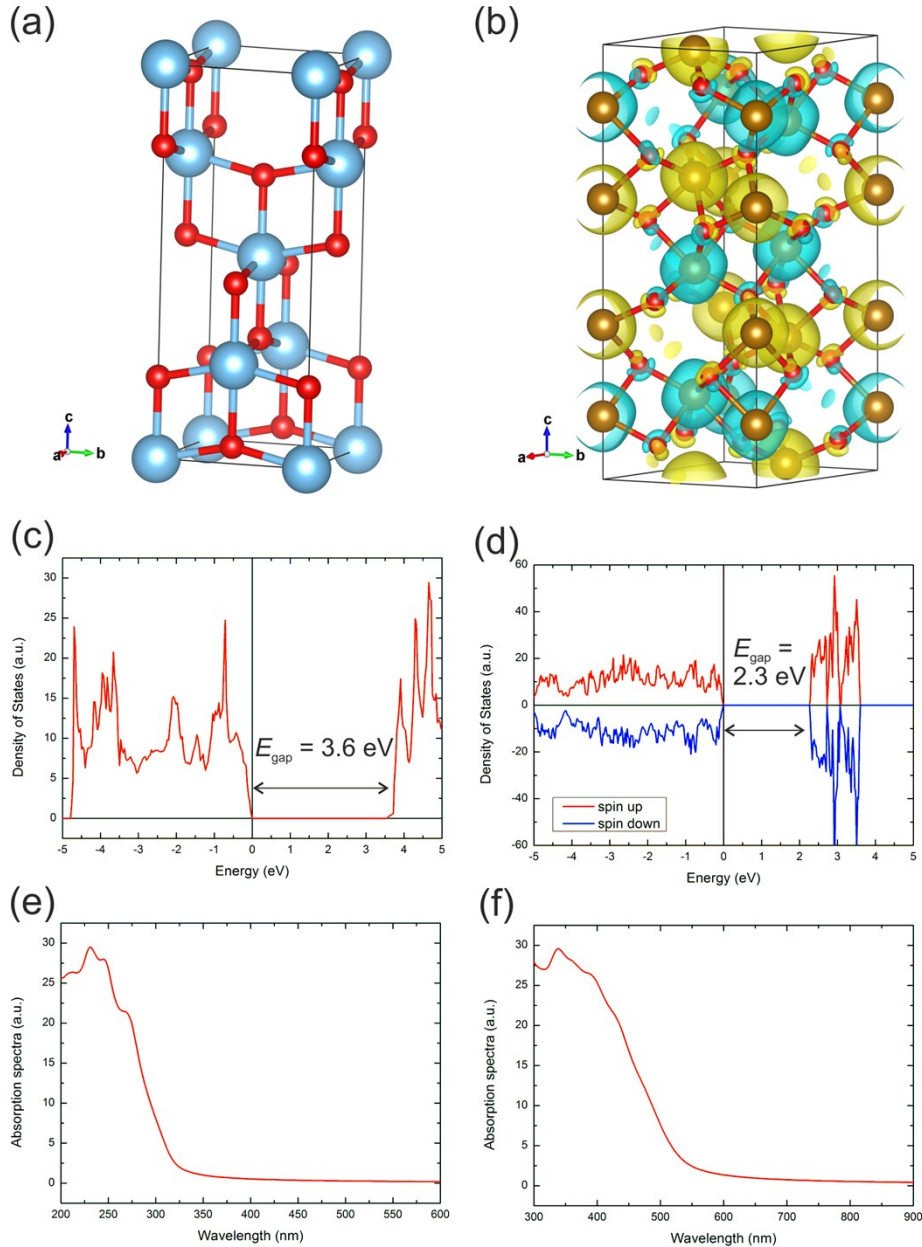 (a)
(b)
c
a
b
c
a
b
(c)
(d)
30
25
20
15
10
5
0
Density of States (a.u.)
E_gap = 3.6 eV
-5 -4 -3 -2 -1 0 1 2 3 4 5
Energy (eV)
60
40
20
0
-20
-40
-60
Density of States (a.u.)
E_gap =
2.3 eV
spin up
spin down
-5 -4 -3 -2 -1 0 1 2 3 4 5
Energy (eV)
(e)
(f)
30
25
20
15
10
5
0
Absorption spectra (a.u.)
200 250 300 350 400 450 500 550 600
Wavelength (nm)
30
25
20
15
10
5
0
Absorption spectra (a.u.)
300 400 500 600 700 800 900
Wavelength (nm)